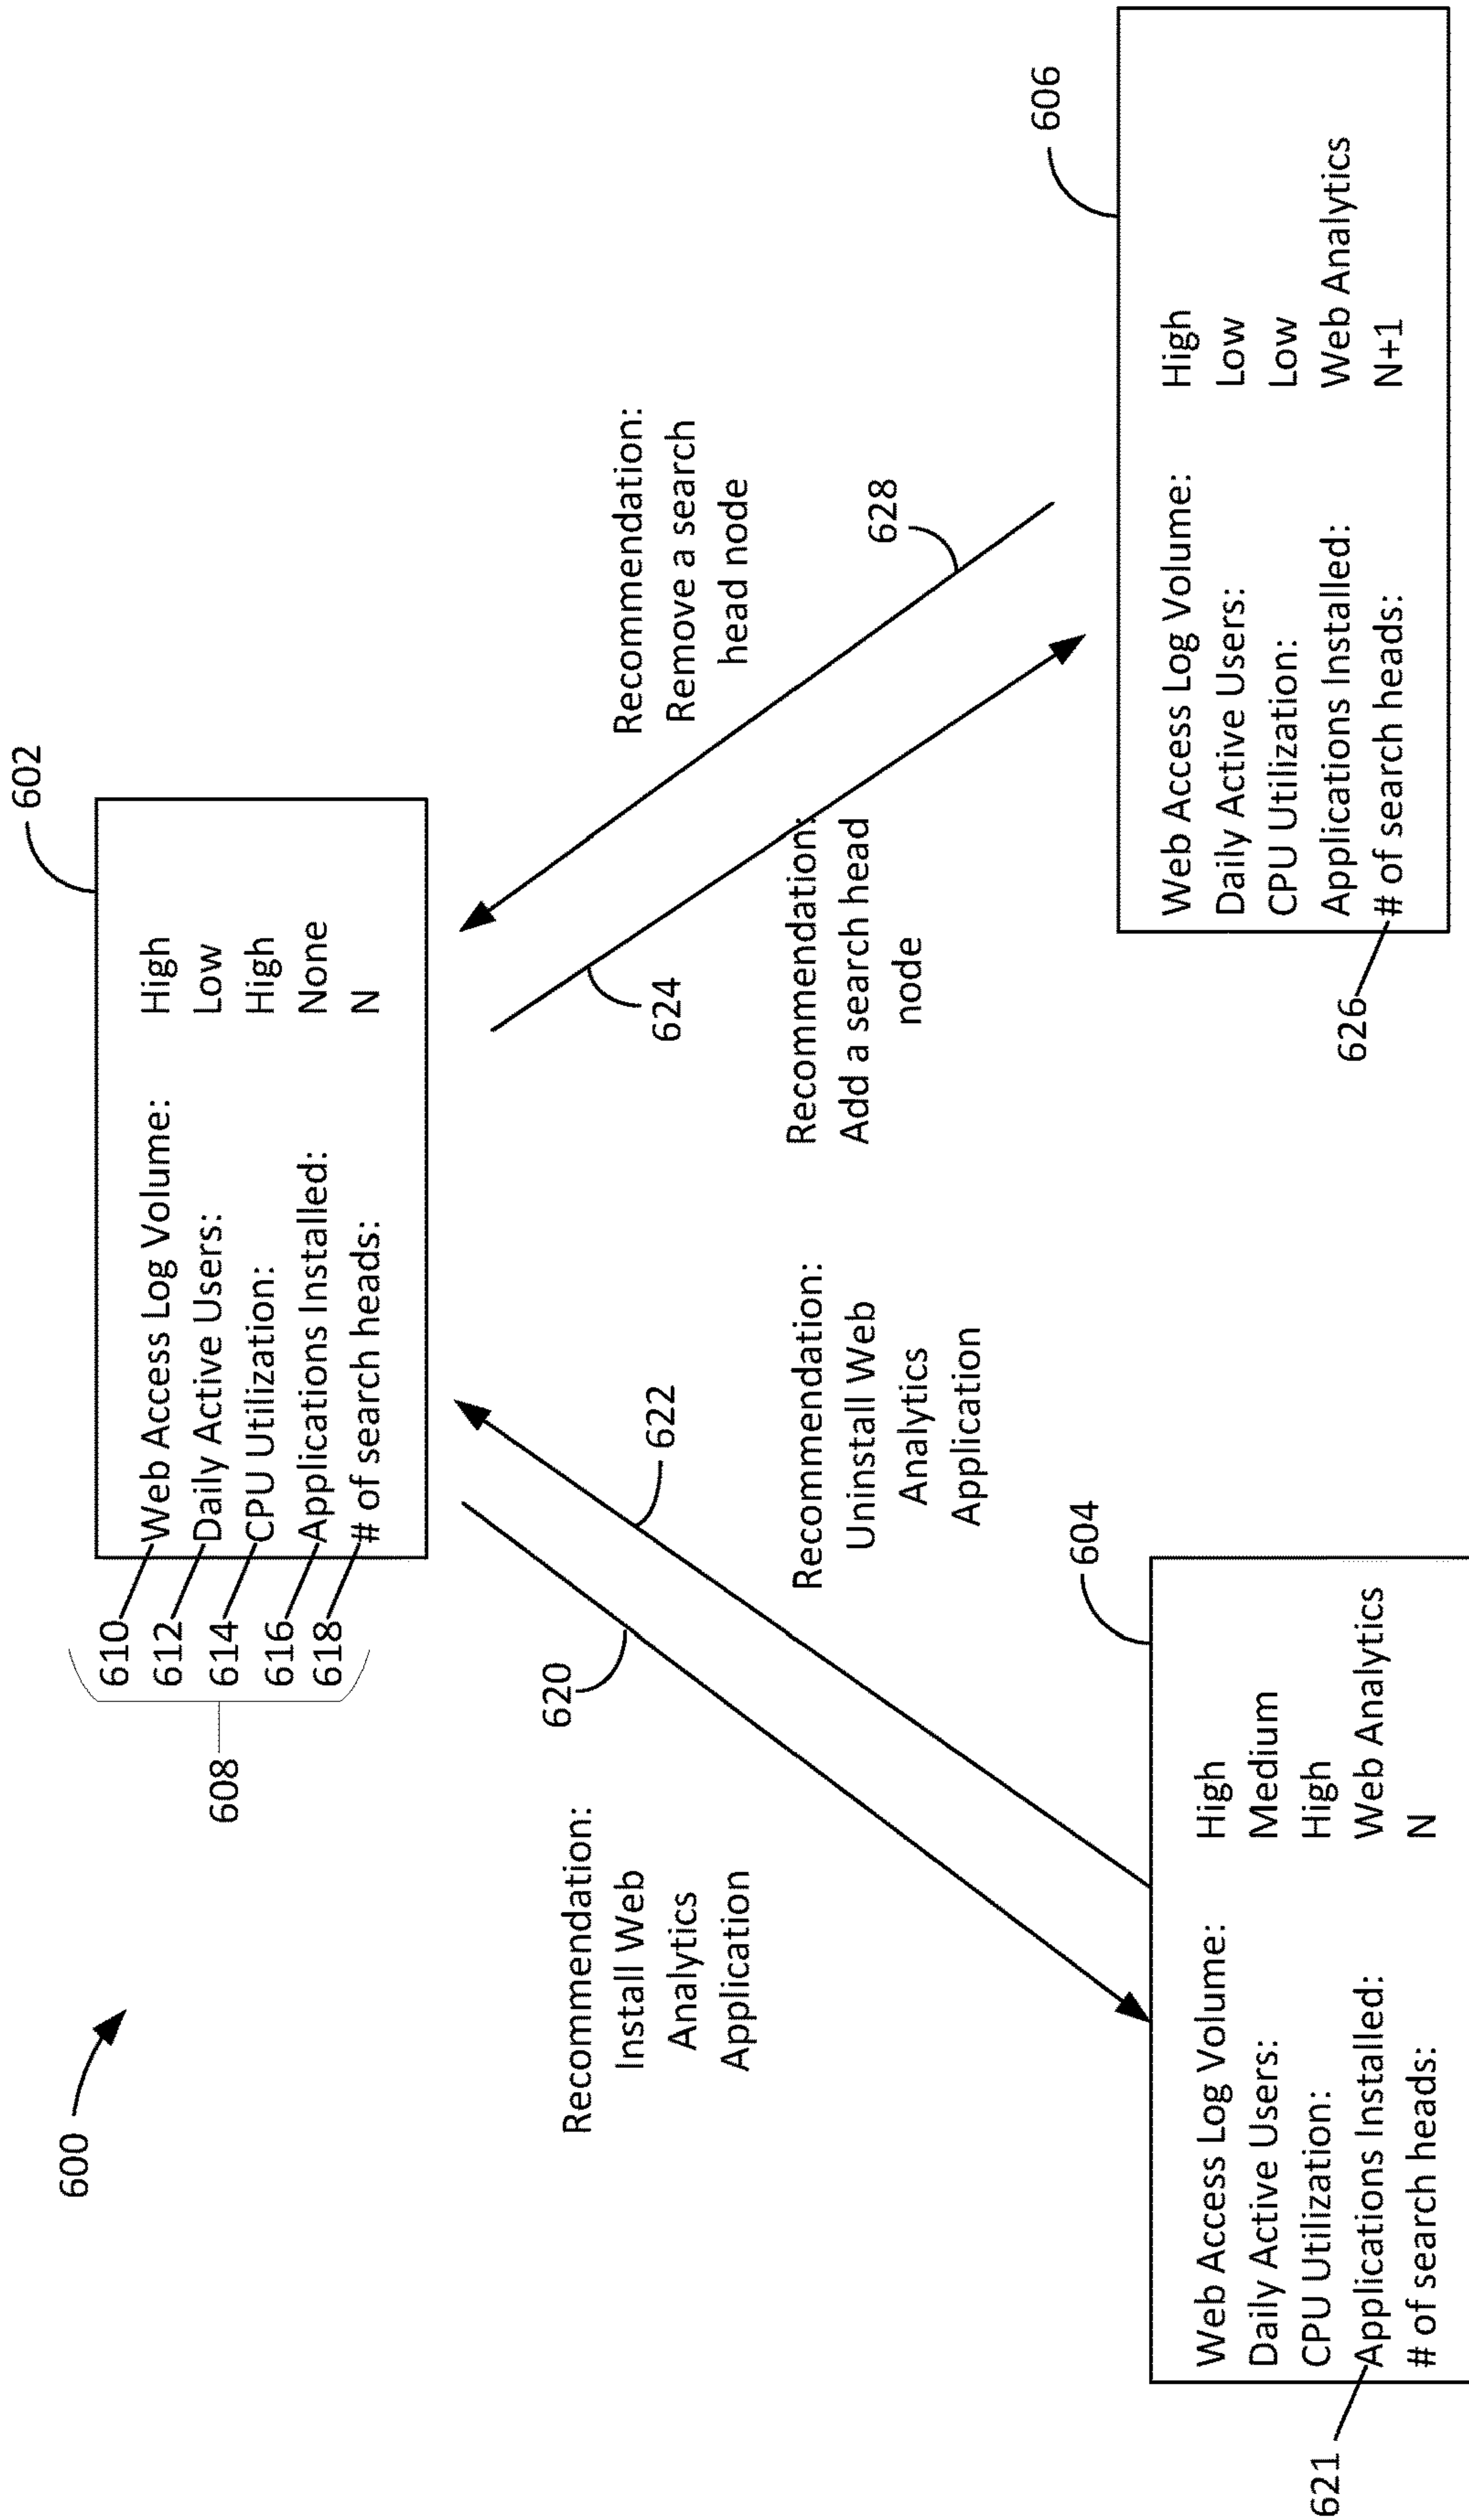 600
602
608
610 Web Access Log Volume: High
612 Daily Active Users: Low
614 CPU Utilization: High
616 Applications Installed: None
618 # of search heads: N
620
Recommendation:
Install Web
Analytics
Application
622
Recommendation:
Uninstall Web
Analytics
Application
624
Recommendation:
Add a search head
node
628
Recommendation:
Remove a search
head node
604
Web Access Log Volume: High
Daily Active Users: Medium
CPU Utilization: High
621 Applications Installed: Web Analytics
# of search heads: N
606
Web Access Log Volume: High
Daily Active Users: Low
CPU Utilization: Low
Applications Installed: Web Analytics
626 # of search heads: N+1